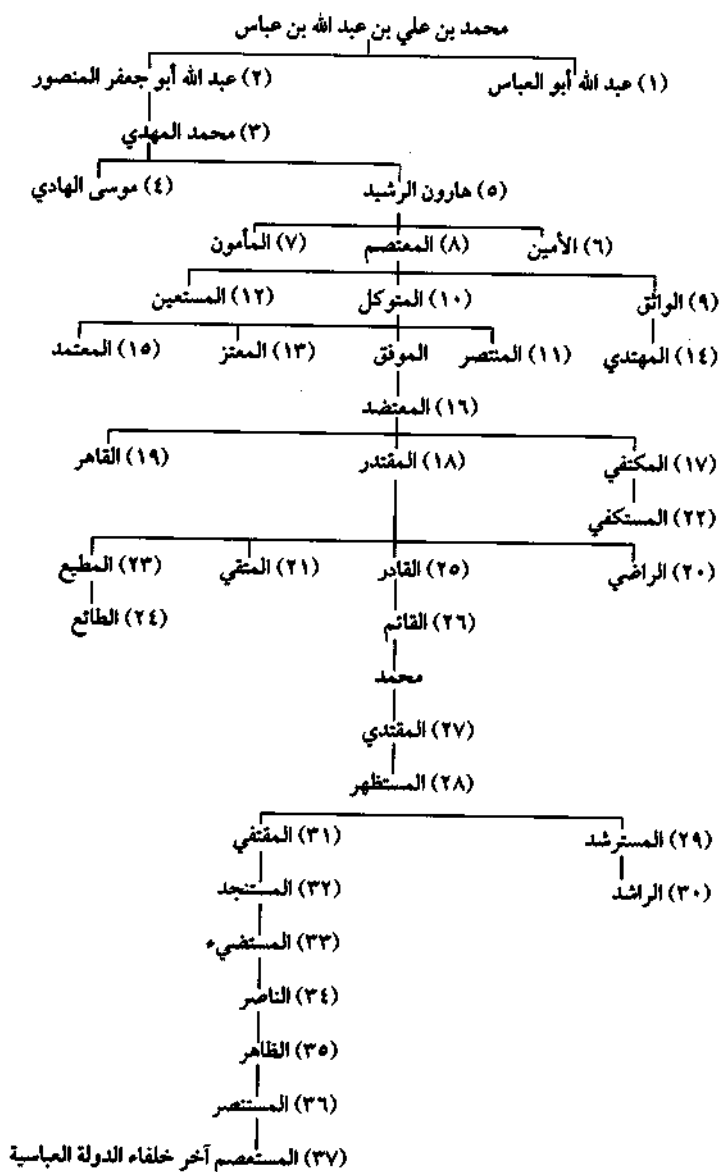 محمد بن علي بن عبد الله بن عباس
(١) عبد الله أبو العباس (٢) عبد الله أبو جعفر المنصور
(٣) محمد المهدي
(٥) هارون الرشيد (٤) موسى الهادي
(٦) الأمين (٨) المعتصم (٧) المأمون
(٩) الواثق (١٠) المتوكل (١٢) المستعين
(١٤) المهتدي (١١) المنتصر الموفق (١٣) المعتز (١٥) المعتمد
(١٦) المعتضد
(١٧) المكتفي (١٨) المقتدر (١٩) القاهر
(٢٢) المستكفي
(٢٠) الراضي (٢٥) القادر (٢١) المتقي (٢٣) المطيع
(٢٦) القائم (٢٤) الطائع
محمد
(٢٧) المقتدي
(٢٨) المستظهر
(٢٩) المسترشد (٣١) المقتفي
(٣٠) الراشد (٣٢) المستنجد
(٣٣) المستضيء
(٣٤) الناصر
(٣٥) الظاهر
(٣٦) المستنصر
(٣٧) المستعصم آخر خلفاء الدولة العباسية